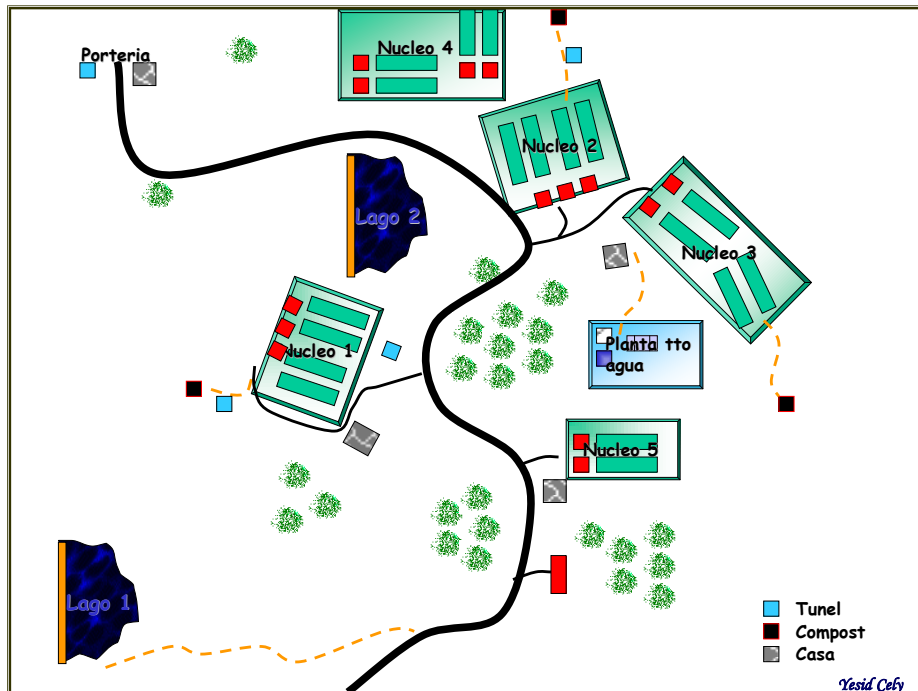 Porteria
Nucleo 4
Nucleo 2
Lago 2
Nucleo 3
Nucleo 1
Planta tto
agua
Nucleo 5
Lago 1
Tunel
Compost
Casa
Yesid Cely